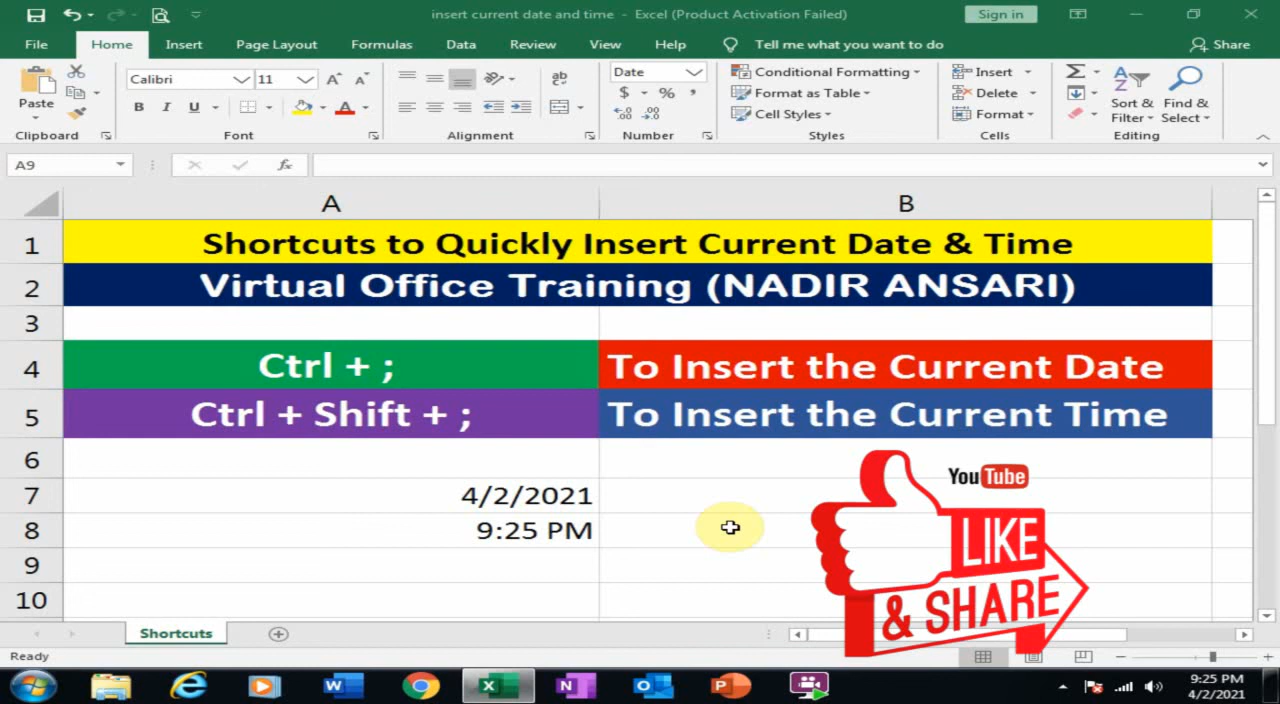 insert current date and time - Excel (Product Activation Failed)
Sign in
File Home Insert Page Layout Formulas Data Review View Help Tell me what you want to do Share
Paste
Clipboard
Calibri 11
B I U
Font
ab
Alignment
Date
$ % ,
Number
Conditional Formatting
Format as Table
Cell Styles
Styles
Insert
Delete
Format
Cells
Sort & Filter
Find & Select
Editing
A9 fx
A B
1 Shortcuts to Quickly Insert Current Date & Time
2 Virtual Office Training (NADIR ANSARI)
3
4 Ctrl + ; To Insert the Current Date
5 Ctrl + Shift + ; To Insert the Current Time
6
YouTube
7 4/2/2021
8 9:25 PM
LIKE
& SHARE
9
10
Shortcuts
Ready
9:25 PM
4/2/2021